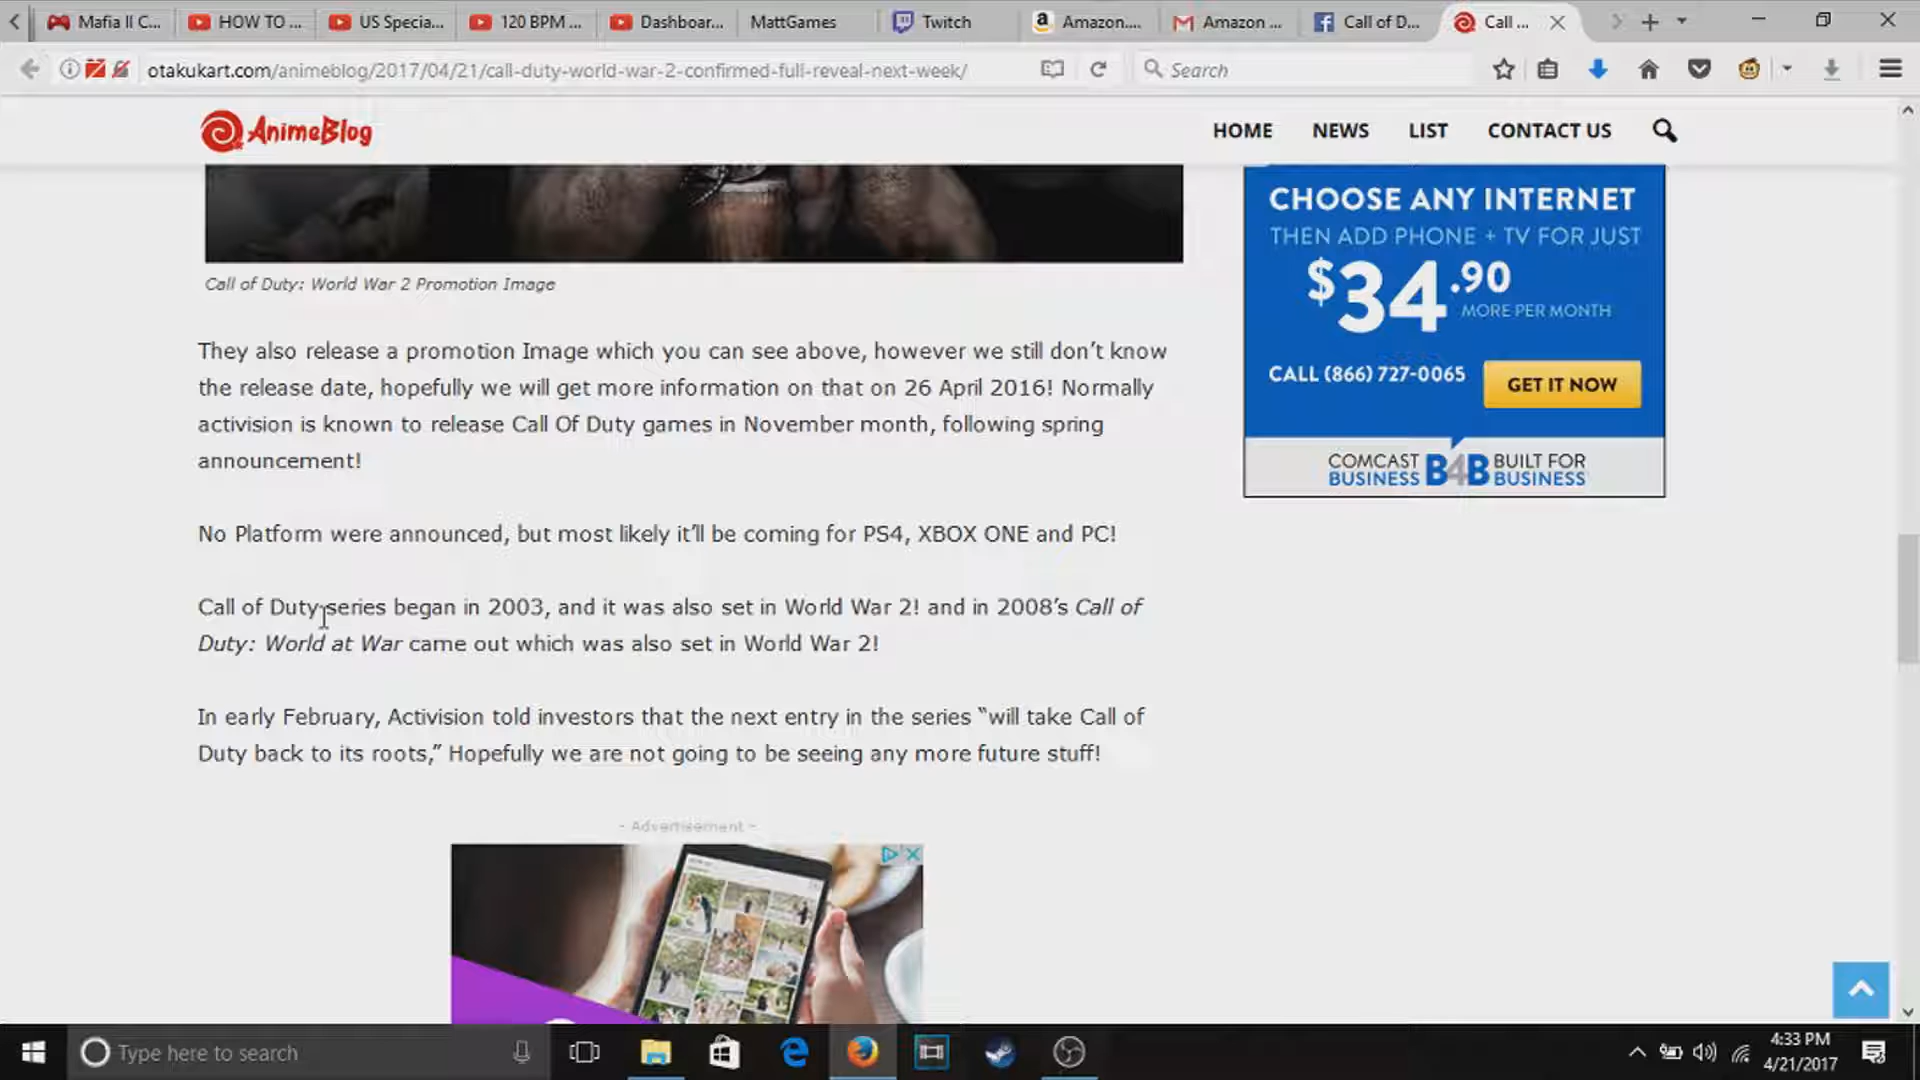 Mafia II C...
HOW TO ...
US Specia...
120 BPM ...
Dashboar...
MattGames
Twitch
Amazon....
Amazon ...
Call of D...
Call ...
otakukart.com/animeblog/2017/04/21/call-duty-world-war-2-confirmed-full-reveal-next-week/
Search
AnimeBlog
HOME
NEWS
LIST
CONTACT US
Call of Duty: World War 2 Promotion Image
They also release a promotion Image which you can see above, however we still don’t know
the release date, hopefully we will get more information on that on 26 April 2016! Normally
activision is known to release Call Of Duty games in November month, following spring
announcement!
No Platform were announced, but most likely it’ll be coming for PS4, XBOX ONE and PC!
Call of Duty series began in 2003, and it was also set in World War 2! and in 2008’s Call of
Duty: World at War came out which was also set in World War 2!
In early February, Activision told investors that the next entry in the series “will take Call of
Duty back to its roots,” Hopefully we are not going to be seeing any more future stuff!
- Advertisement -
CHOOSE ANY INTERNET
THEN ADD PHONE + TV FOR JUST
$34.90
MORE PER MONTH
CALL (866) 727-0065
GET IT NOW
COMCAST
BUSINESS
B4B
BUILT FOR
BUSINESS
Type here to search
4:33 PM
4/21/2017